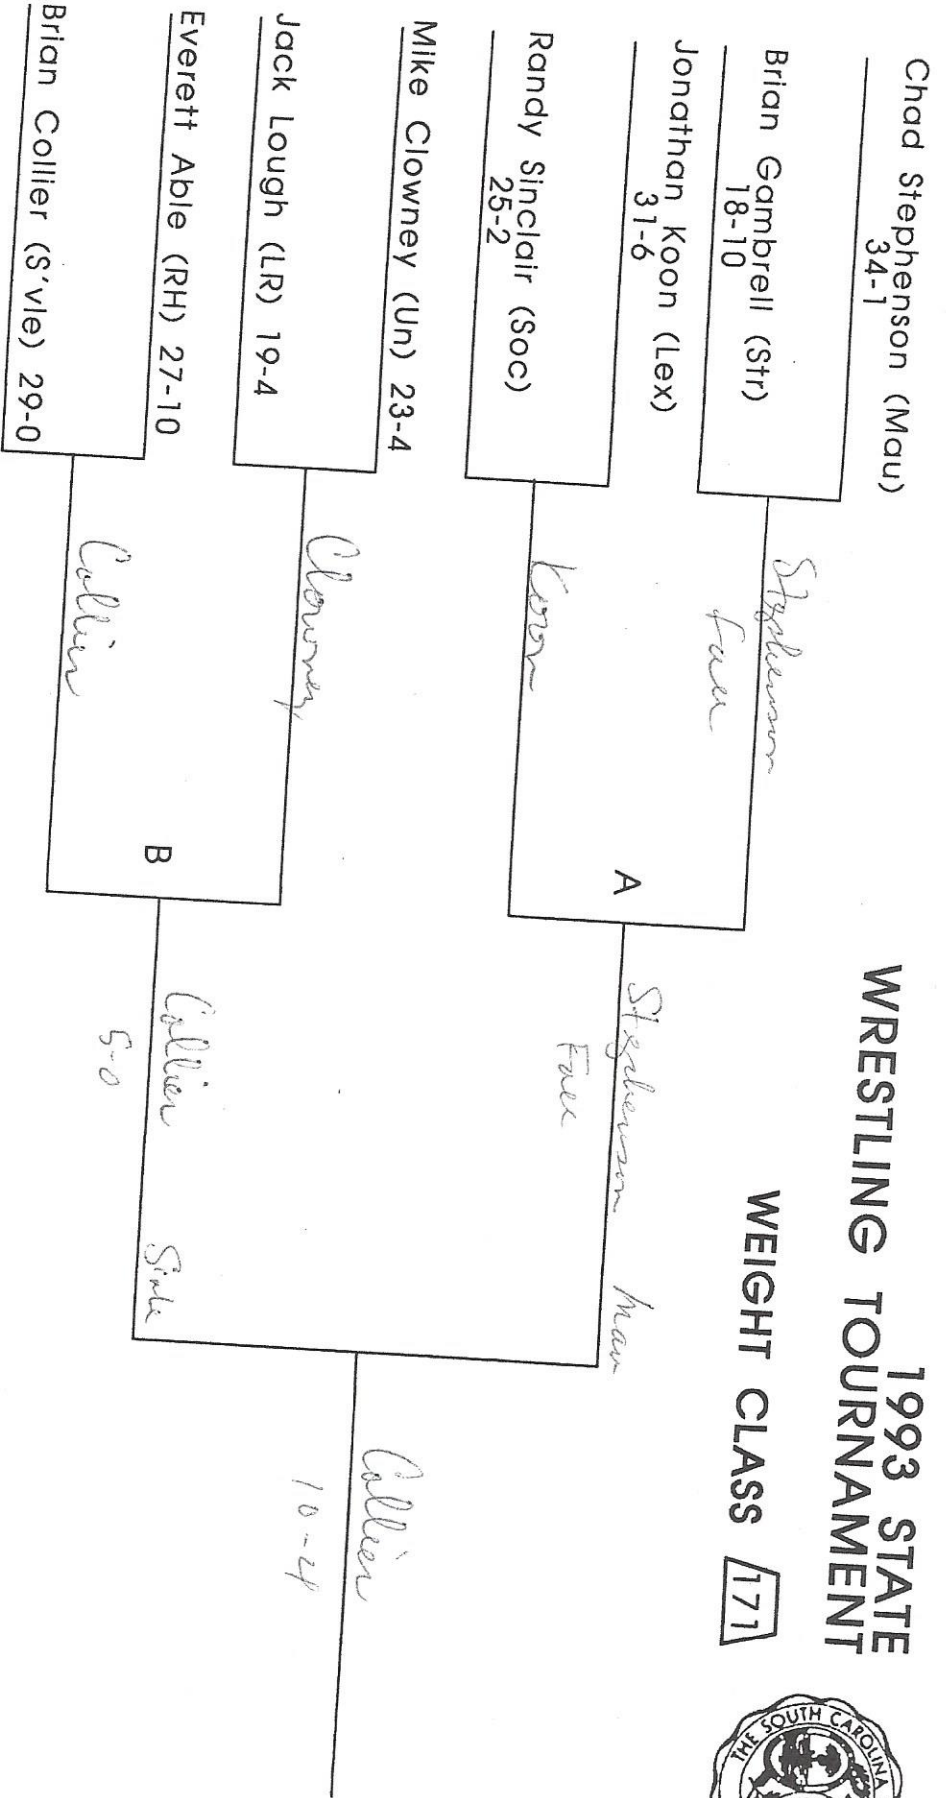 1993 STATE
WRESTLING TOURNAMENT
WEIGHT CLASS 171
THE SOUTH CAROLINA
Chad Stephenson (Mau)
34-1
Brian Gambrell (Str)
18-10
Jonathan Koon (Lex)
31-6
Randy Sinclair (Soc)
25-2
Mike Clowney (Un) 23-4
Jack Lough (LR) 19-4
Everett Able (RH) 27-10
Brian Collier (S'vle) 29-0
Stephenson
Fall
Koon
Clowney
Collier
A
B
Stephenson Mau
Fall
Collier
5-0
Collier
10-4